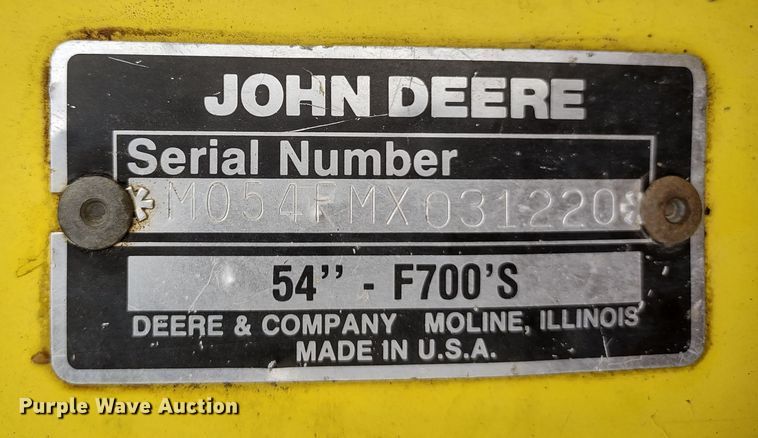 JOHN DEERE
Serial Number
*M054FMX031220*
54" - F700'S
DEERE & COMPANY MOLINE, ILLINOIS
MADE IN U.S.A.
Purple Wave Auction